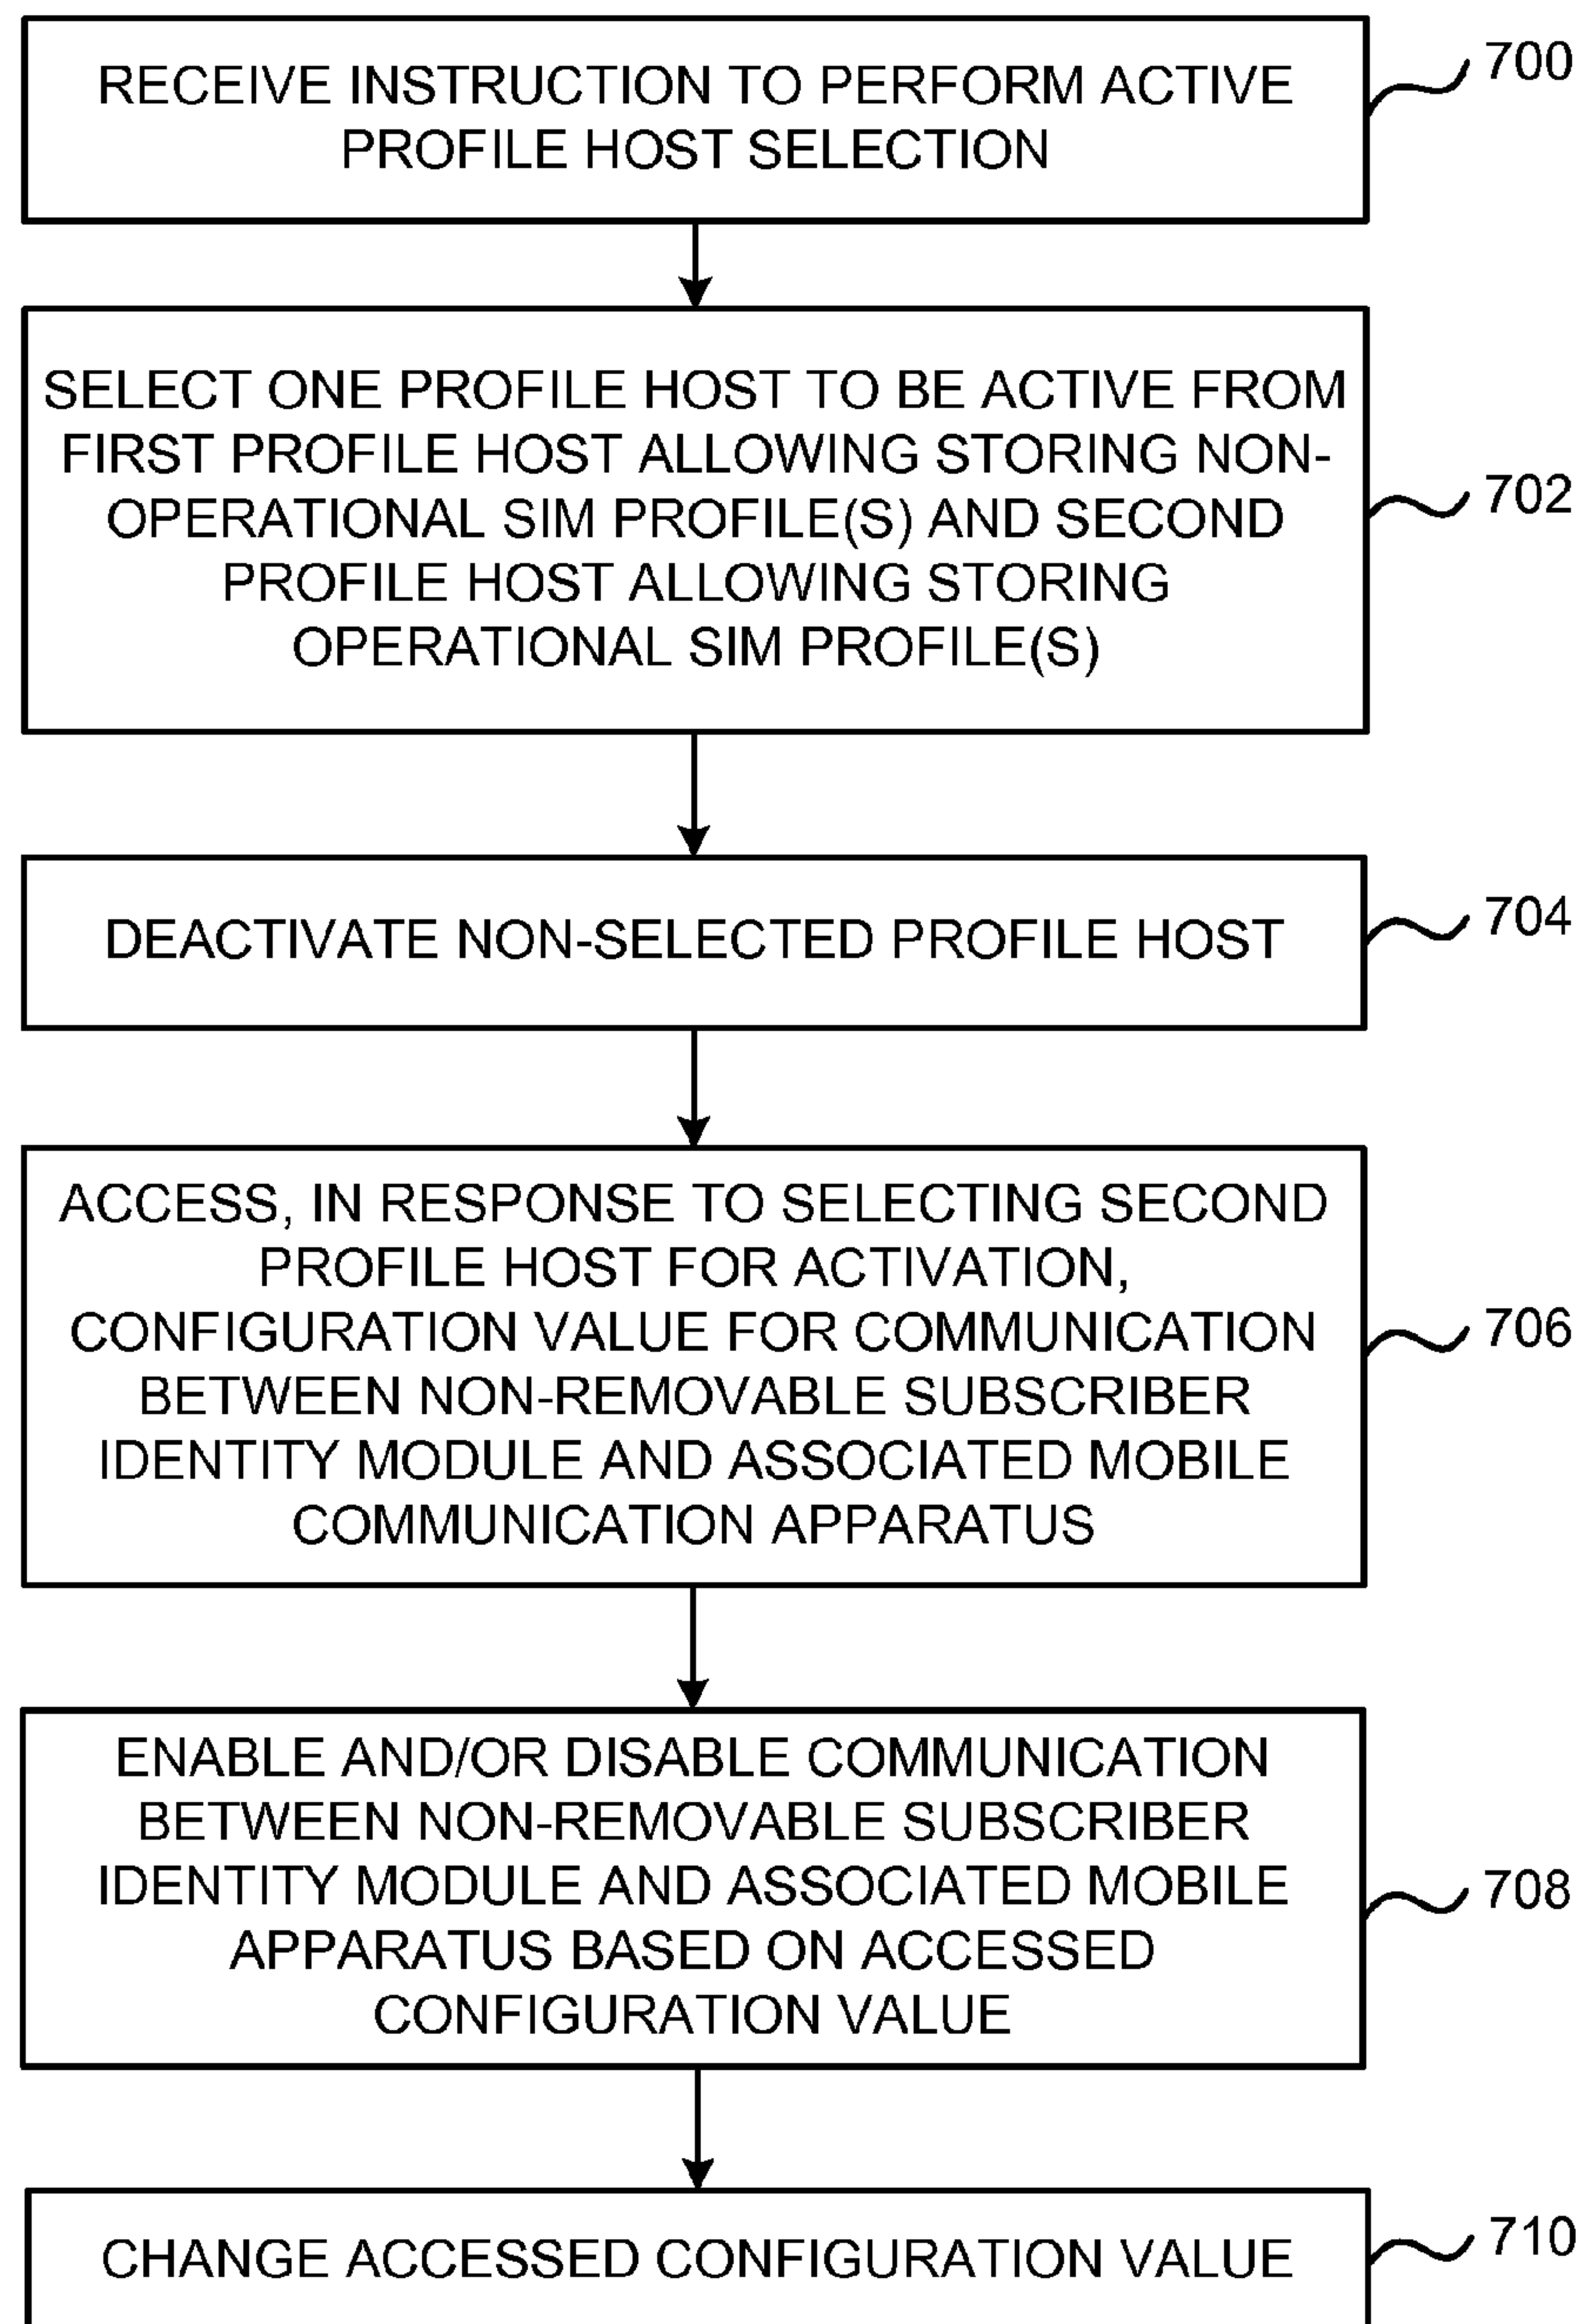 RECEIVE INSTRUCTION TO PERFORM ACTIVE
PROFILE HOST SELECTION
700
SELECT ONE PROFILE HOST TO BE ACTIVE FROM
FIRST PROFILE HOST ALLOWING STORING NON-
OPERATIONAL SIM PROFILE(S) AND SECOND
PROFILE HOST ALLOWING STORING
OPERATIONAL SIM PROFILE(S)
702
DEACTIVATE NON-SELECTED PROFILE HOST
704
ACCESS, IN RESPONSE TO SELECTING SECOND
PROFILE HOST FOR ACTIVATION,
CONFIGURATION VALUE FOR COMMUNICATION
BETWEEN NON-REMOVABLE SUBSCRIBER
IDENTITY MODULE AND ASSOCIATED MOBILE
COMMUNICATION APPARATUS
706
ENABLE AND/OR DISABLE COMMUNICATION
BETWEEN NON-REMOVABLE SUBSCRIBER
IDENTITY MODULE AND ASSOCIATED MOBILE
APPARATUS BASED ON ACCESSED
CONFIGURATION VALUE
708
CHANGE ACCESSED CONFIGURATION VALUE
710